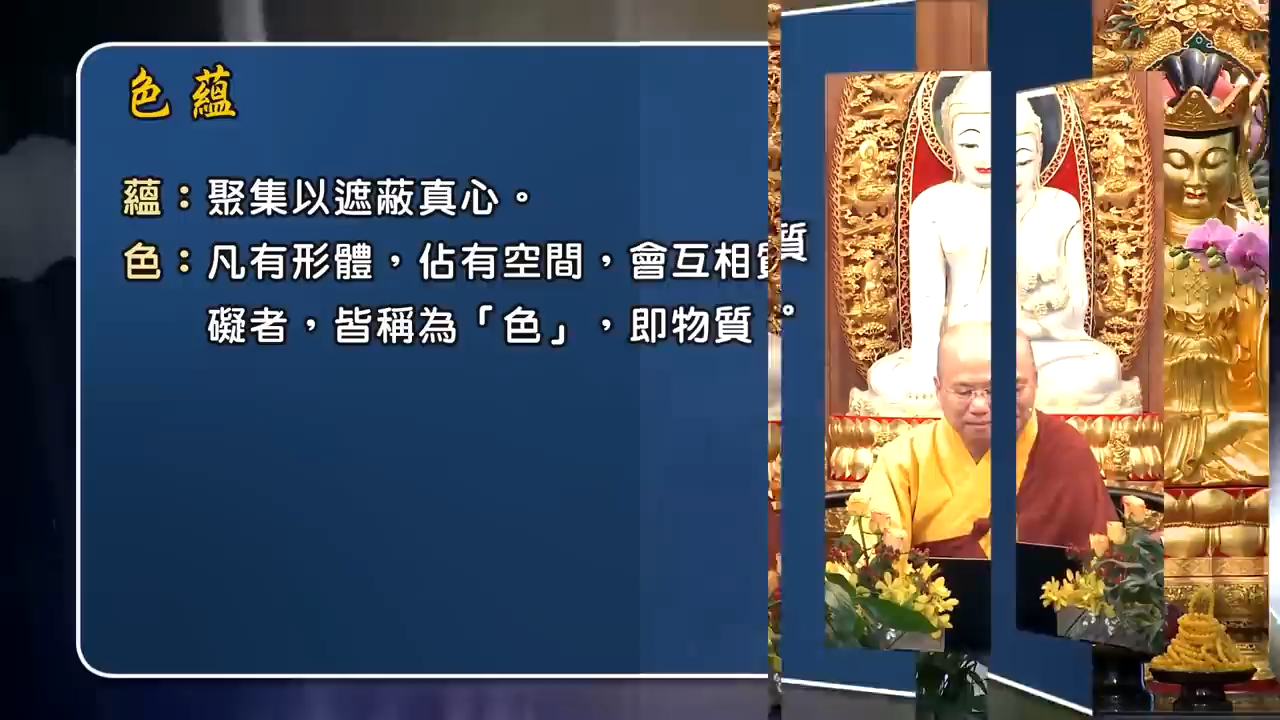 色蘊
蘊：聚集以遮蔽真心。
色：凡有形體，佔有空間，會互相質
礙者，皆稱為「色」，即物質。